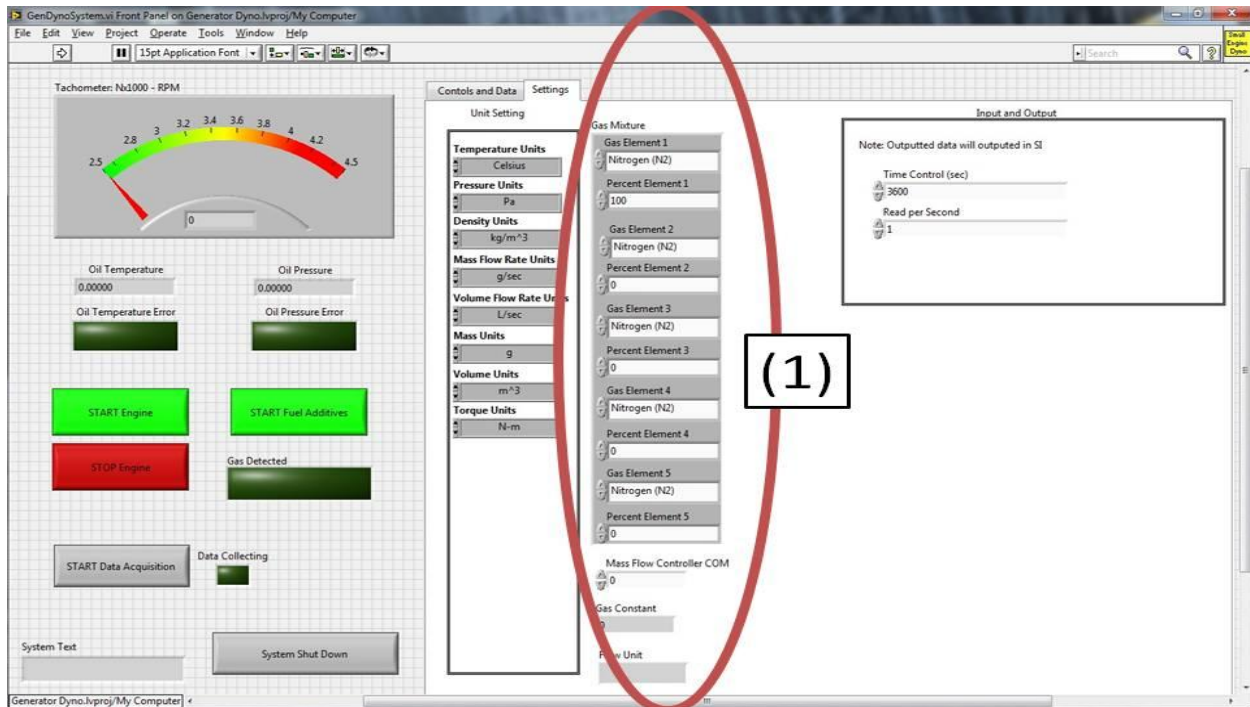 GenDynoSystem.vi Front Panel on Generator Dyno.lvproj/My Computer
File Edit View Project Operate Tools Window Help
15pt Application Font
Search
Small
Engine
Dyno
Tachometer: Nx1000 - RPM
2.5 2.8 3 3.2 3.4 3.6 3.8 4 4.2 4.5
0
Oil Temperature
0.00000
Oil Pressure
0.00000
Oil Temperature Error
Oil Pressure Error
START Engine
START Fuel Additives
STOP Engine
Gas Detected
START Data Acquisition
Data Collecting
System Text
System Shut Down
Contols and Data
Settings
Unit Setting
Temperature Units
Celsius
Pressure Units
Pa
Density Units
kg/m^3
Mass Flow Rate Units
g/sec
Volume Flow Rate Units
L/sec
Mass Units
g
Volume Units
m^3
Torque Units
N-m
Gas Mixture
Gas Element 1
Nitrogen (N2)
Percent Element 1
100
Gas Element 2
Nitrogen (N2)
Percent Element 2
0
Gas Element 3
Nitrogen (N2)
Percent Element 3
0
Gas Element 4
Nitrogen (N2)
Percent Element 4
0
Gas Element 5
Nitrogen (N2)
Percent Element 5
0
Mass Flow Controller COM
0
Gas Constant
0
Flow Unit
(1)
Input and Output
Note: Outputted data will outputed in SI
Time Control (sec)
3600
Read per Second
1
Generator Dyno.lvproj/My Computer